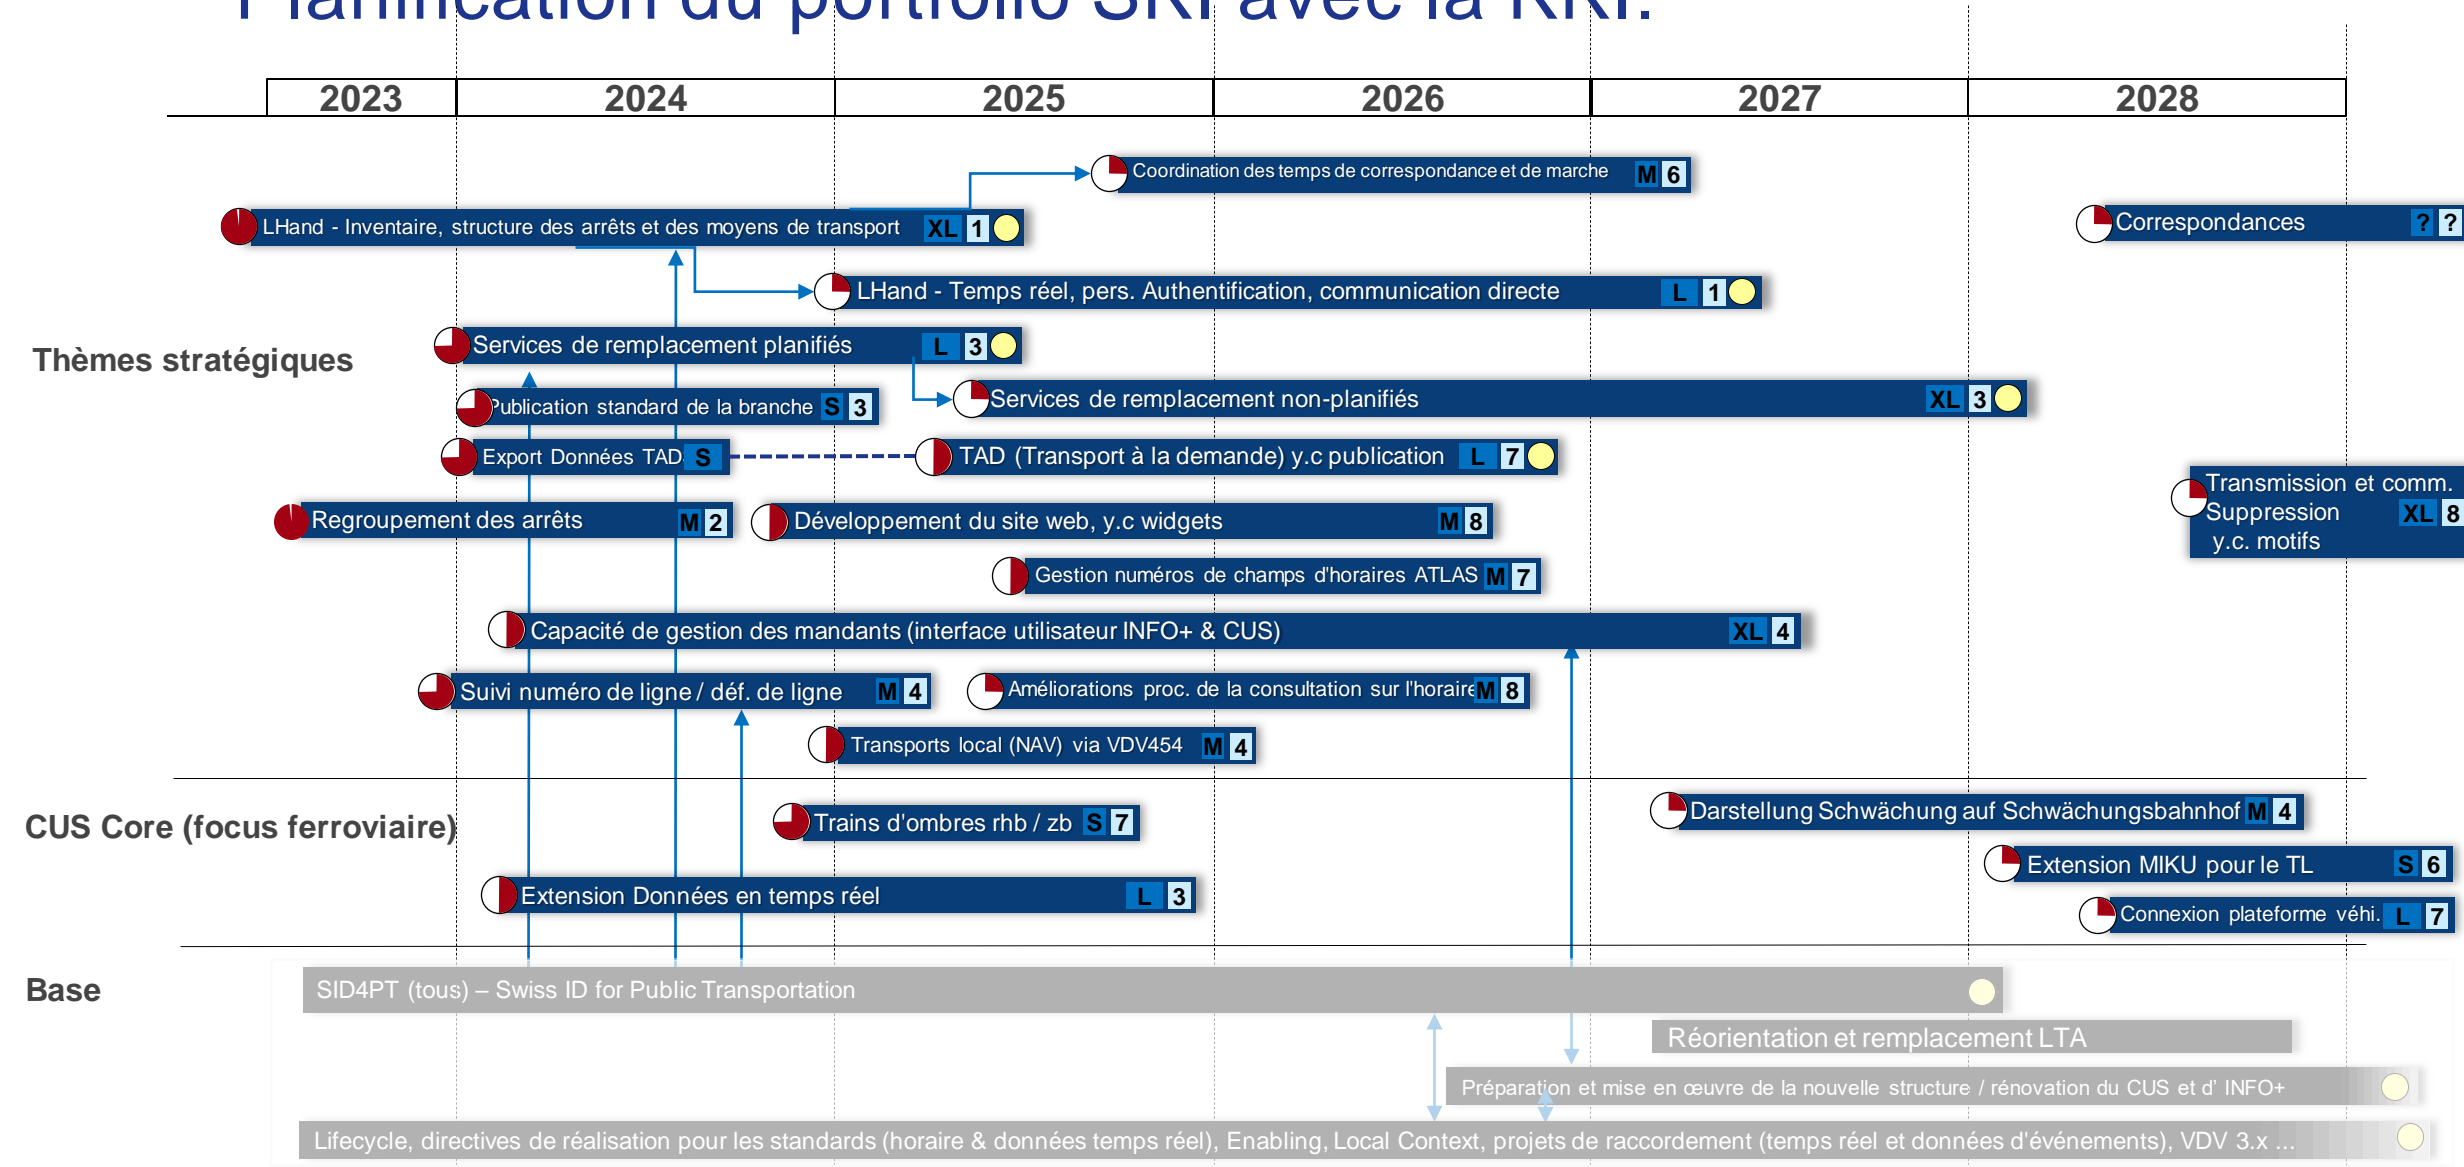 Planification du portfolio SKI avec la KKI.
2023 2024 2025 2026 2027 2028
Coordination des temps de correspondance et de marche M 6
LHand - Inventaire, structure des arrêts et des moyens de transport XL 1
Correspondances ? ?
LHand - Temps réel, pers. Authentification, communication directe L 1
Thèmes stratégiques
Services de remplacement planifiés L 3
Publication standard de la branche S 3
Services de remplacement non-planifiés XL 3
Export Données TAD S
TAD (Transport à la demande) y.c publication L 7
Transmission et comm.
Suppression XL 8
y.c. motifs
Regroupement des arrêts M 2
Développement du site web, y.c widgets M 8
Gestion numéros de champs d'horaires ATLAS M 7
Capacité de gestion des mandants (interface utilisateur INFO+ & CUS) XL 4
Suivi numéro de ligne / déf. de ligne M 4
Améliorations proc. de la consultation sur l'horaire M 8
Transports local (NAV) via VDV454 M 4
CUS Core (focus ferroviaire)
Trains d'ombres rhb / zb S 7
Darstellung Schwächung auf Schwächungsbahnhof M 4
Extension MIKU pour le TL S 6
Extension Données en temps réel L 3
Connexion plateforme véhi. L 7
Base
SID4PT (tous) – Swiss ID for Public Transportation
Réorientation et remplacement LTA
Préparation et mise en œuvre de la nouvelle structure / rénovation du CUS et d' INFO+
Lifecycle, directives de réalisation pour les standards (horaire & données temps réel), Enabling, Local Context, projets de raccordement (temps réel et données d'événements), VDV 3.x ...